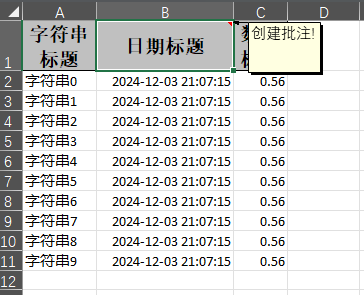 A B C D
1 字符串 标题 日期标题 创建批注!
2 字符串0 2024-12-03 21:07:15 0.56
3 字符串1 2024-12-03 21:07:15 0.56
4 字符串2 2024-12-03 21:07:15 0.56
5 字符串3 2024-12-03 21:07:15 0.56
6 字符串4 2024-12-03 21:07:15 0.56
7 字符串5 2024-12-03 21:07:15 0.56
8 字符串6 2024-12-03 21:07:15 0.56
9 字符串7 2024-12-03 21:07:15 0.56
10 字符串8 2024-12-03 21:07:15 0.56
11 字符串9 2024-12-03 21:07:15 0.56
12